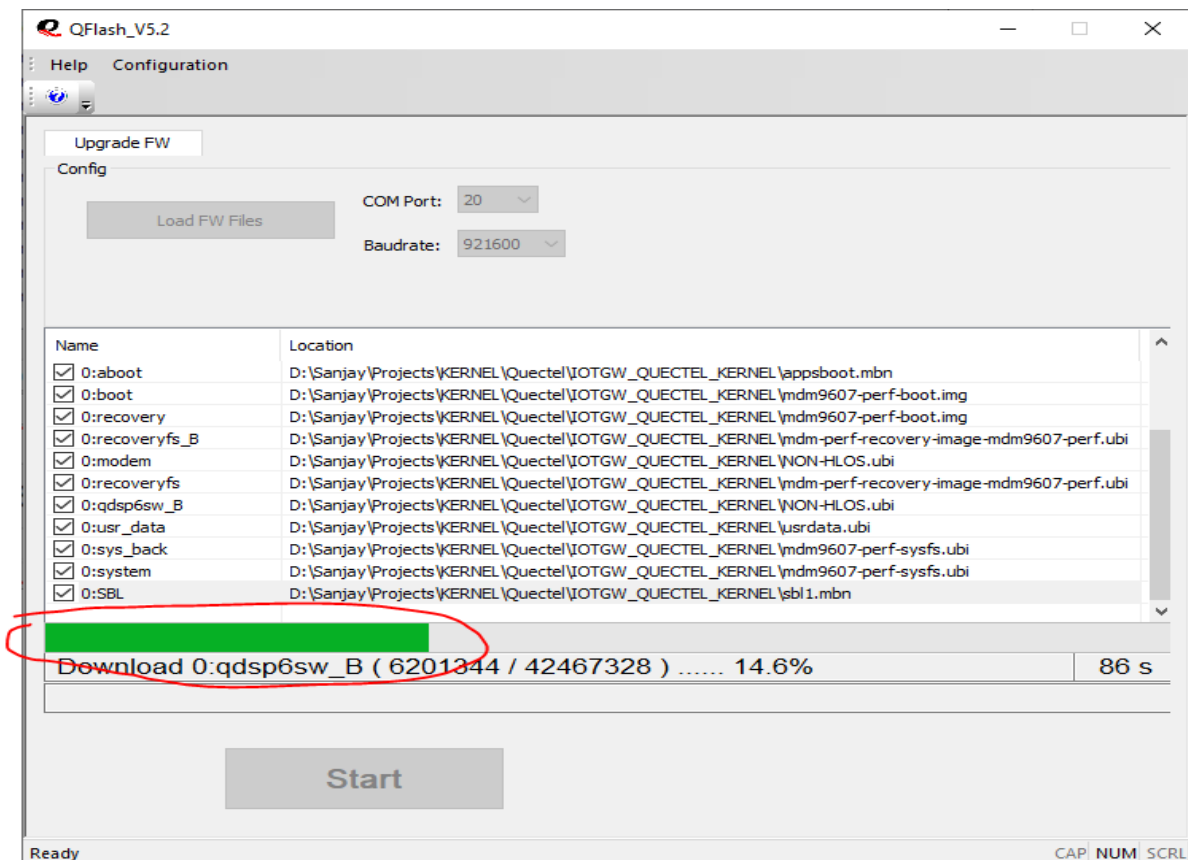 QFlash_V5.2
Help Configuration
Upgrade FW
Config
Load FW Files
COM Port: 20
Baudrate: 921600
Name Location
0:aboot D:\Sanjay\Projects\KERNEL\Quectel\IOTGW_QUECTEL_KERNEL\appsboot.mbn
0:boot D:\Sanjay\Projects\KERNEL\Quectel\IOTGW_QUECTEL_KERNEL\mdm9607-perf-boot.img
0:recovery D:\Sanjay\Projects\KERNEL\Quectel\IOTGW_QUECTEL_KERNEL\mdm9607-perf-boot.img
0:recoveryfs_B D:\Sanjay\Projects\KERNEL\Quectel\IOTGW_QUECTEL_KERNEL\mdm-perf-recovery-image-mdm9607-perf.ubi
0:modem D:\Sanjay\Projects\KERNEL\Quectel\IOTGW_QUECTEL_KERNEL\NON-HLOS.ubi
0:recoveryfs D:\Sanjay\Projects\KERNEL\Quectel\IOTGW_QUECTEL_KERNEL\mdm-perf-recovery-image-mdm9607-perf.ubi
0:qdsp6sw_B D:\Sanjay\Projects\KERNEL\Quectel\IOTGW_QUECTEL_KERNEL\NON-HLOS.ubi
0:usr_data D:\Sanjay\Projects\KERNEL\Quectel\IOTGW_QUECTEL_KERNEL\usrdata.ubi
0:sys_back D:\Sanjay\Projects\KERNEL\Quectel\IOTGW_QUECTEL_KERNEL\mdm9607-perf-sysfs.ubi
0:system D:\Sanjay\Projects\KERNEL\Quectel\IOTGW_QUECTEL_KERNEL\mdm9607-perf-sysfs.ubi
0:SBL D:\Sanjay\Projects\KERNEL\Quectel\IOTGW_QUECTEL_KERNEL\sbl1.mbn
Download 0:qdsp6sw_B ( 6201344 / 42467328 ) ...... 14.6% 86 s
Start
Ready CAP NUM SCRL